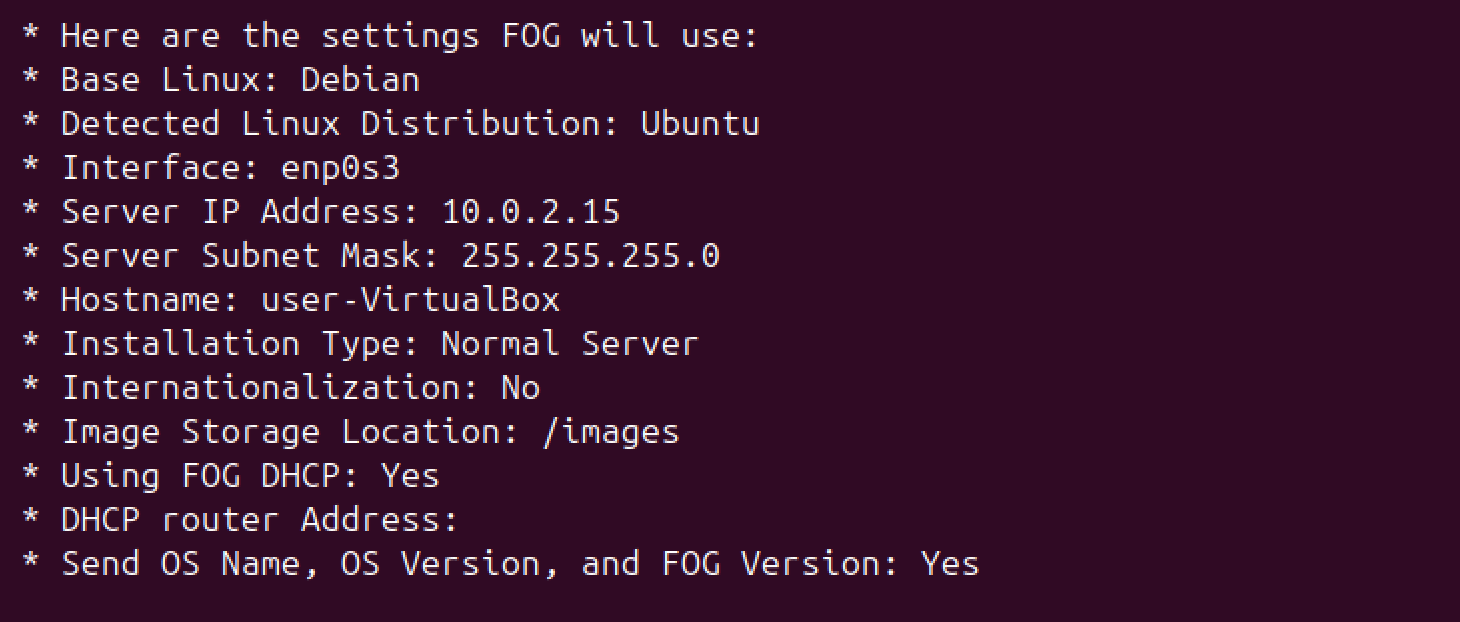 * Here are the settings FOG will use:
* Base Linux: Debian
* Detected Linux Distribution: Ubuntu
* Interface: enp0s3
* Server IP Address: 10.0.2.15
* Server Subnet Mask: 255.255.255.0
* Hostname: user-VirtualBox
* Installation Type: Normal Server
* Internationalization: No
* Image Storage Location: /images
* Using FOG DHCP: Yes
* DHCP router Address:
* Send OS Name, OS Version, and FOG Version: Yes